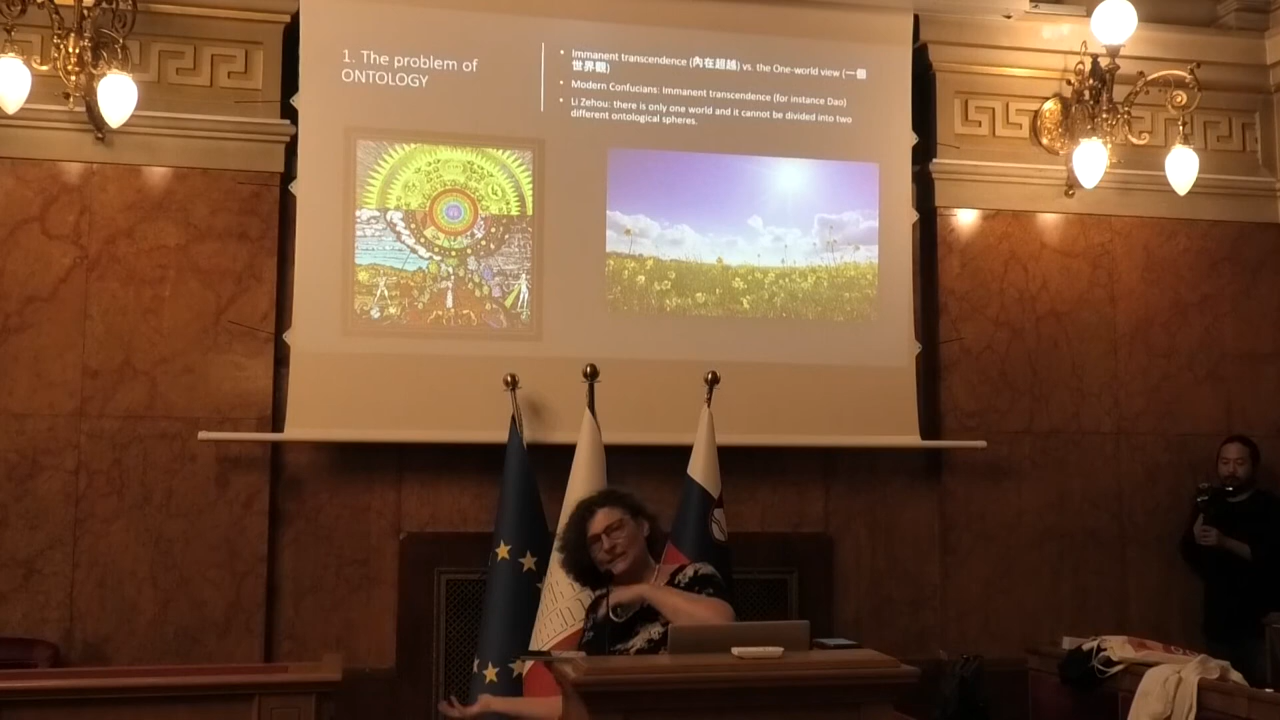 1. The problem of
ONTOLOGY
• Immanent transcendence (內在超越) vs. the One-world view (一個
世界觀)
• Modern Confucians: Immanent transcendence (for instance Dao)
• Li Zehou: there is only one world and it cannot be divided into two
different ontological spheres.